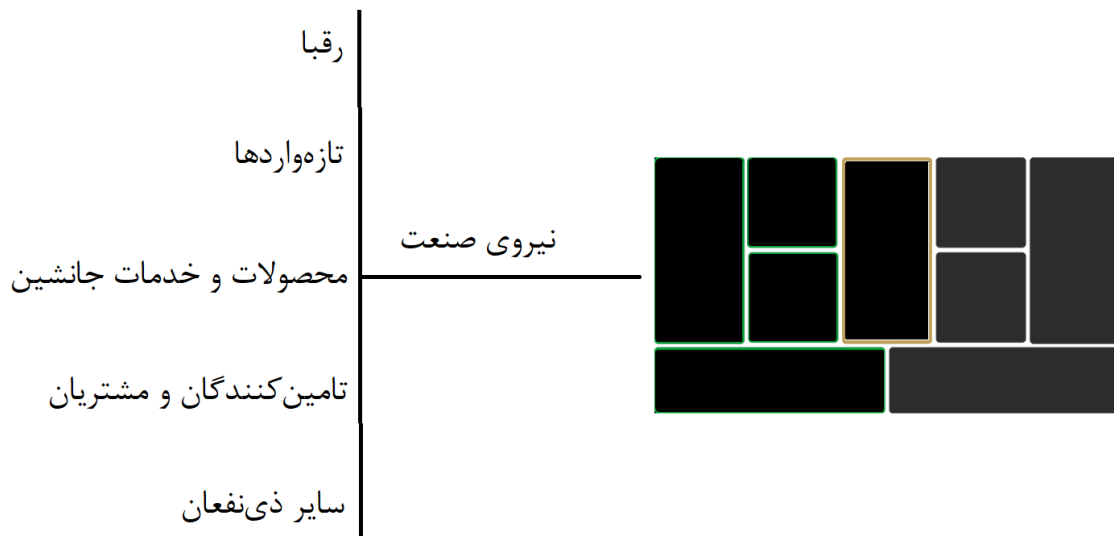 رقبا
تازه‌واردها
نیروی صنعت
محصولات و خدمات جانشین
تامین‌کنندگان و مشتریان
سایر ذی‌نفعان